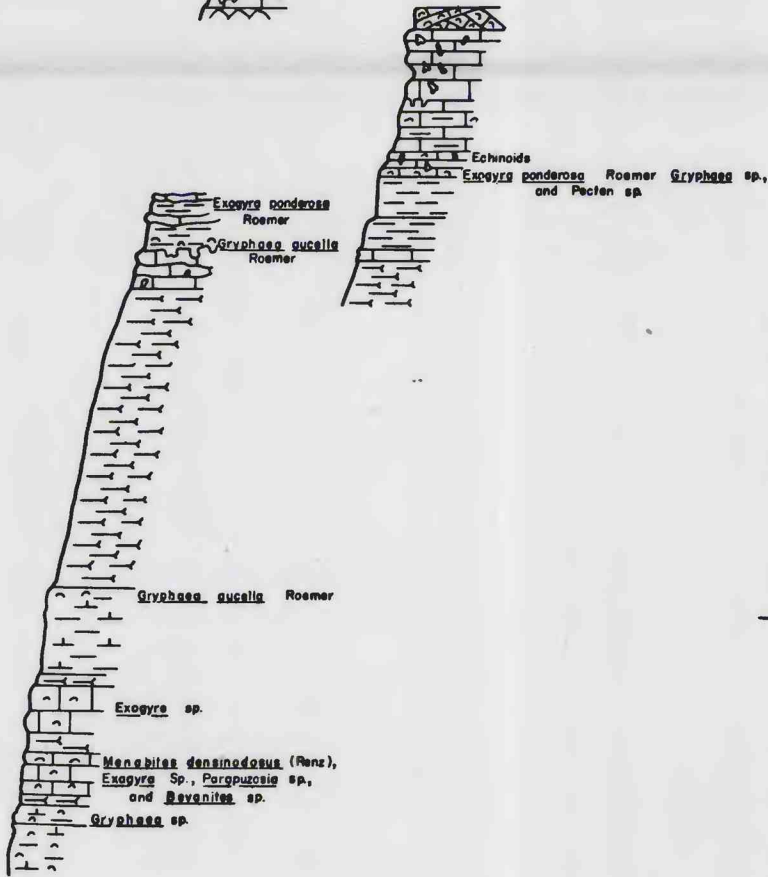 Echinoids
Exogyra ponderosa Roemer Gryphaea sp.,
and Pecten sp.
Exogyra ponderosa
Roemer
Gryphaea aucella
Roemer
Gryphaea aucella Roemer
Exogyra sp.
Menabites densinodosus (Renz),
Exogyra Sp., Parapuzosia sp.,
and Bevanites sp.
Gryphaea sp.